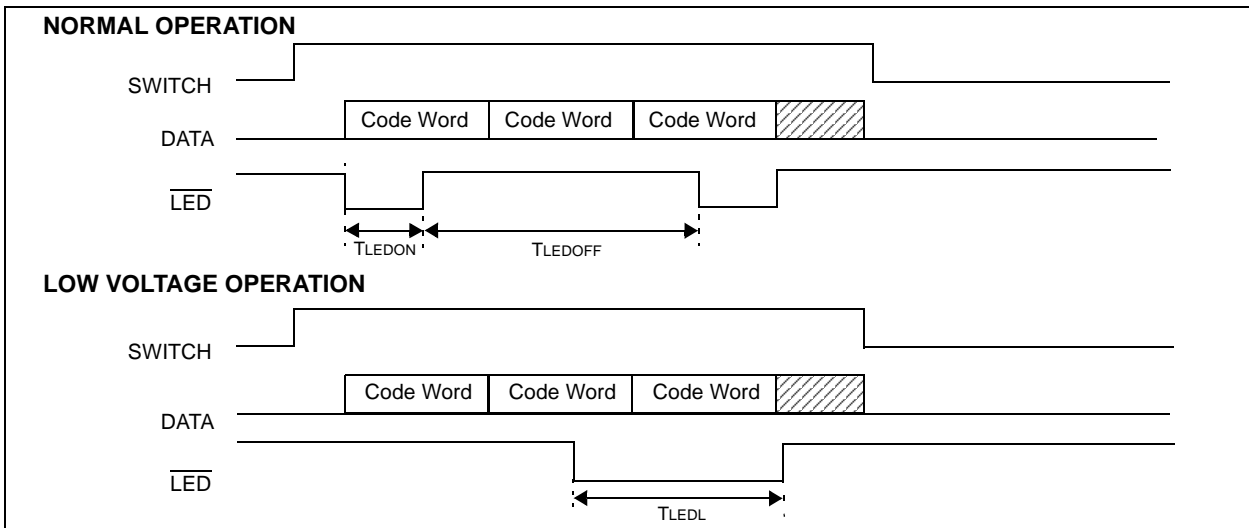 NORMAL OPERATION
SWITCH
Code Word Code Word Code Word
DATA
LED
TLEDON TLEDOFF
LOW VOLTAGE OPERATION
SWITCH
Code Word Code Word Code Word
DATA
LED
TLEDL